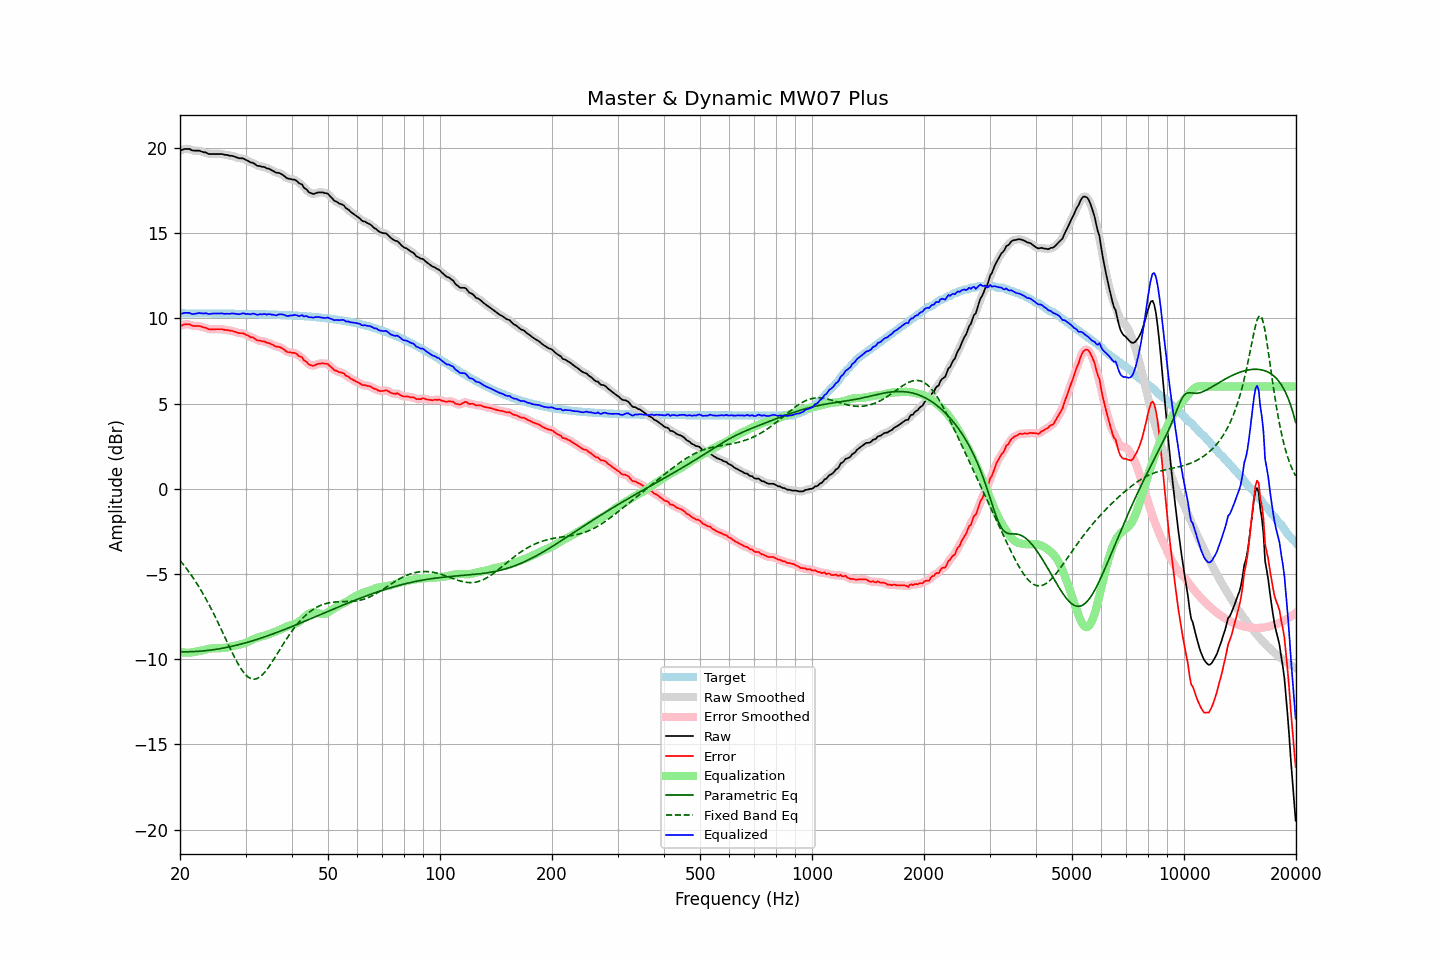 Master & Dynamic MW07 Plus
Amplitude (dBr)
20
15
10
5
0
−5
−10
−15
−20
Target
Raw Smoothed
Error Smoothed
Raw
Error
Equalization
Parametric Eq
Fixed Band Eq
Equalized
20 50 100 200 500 1000 2000 5000 10000 20000
Frequency (Hz)